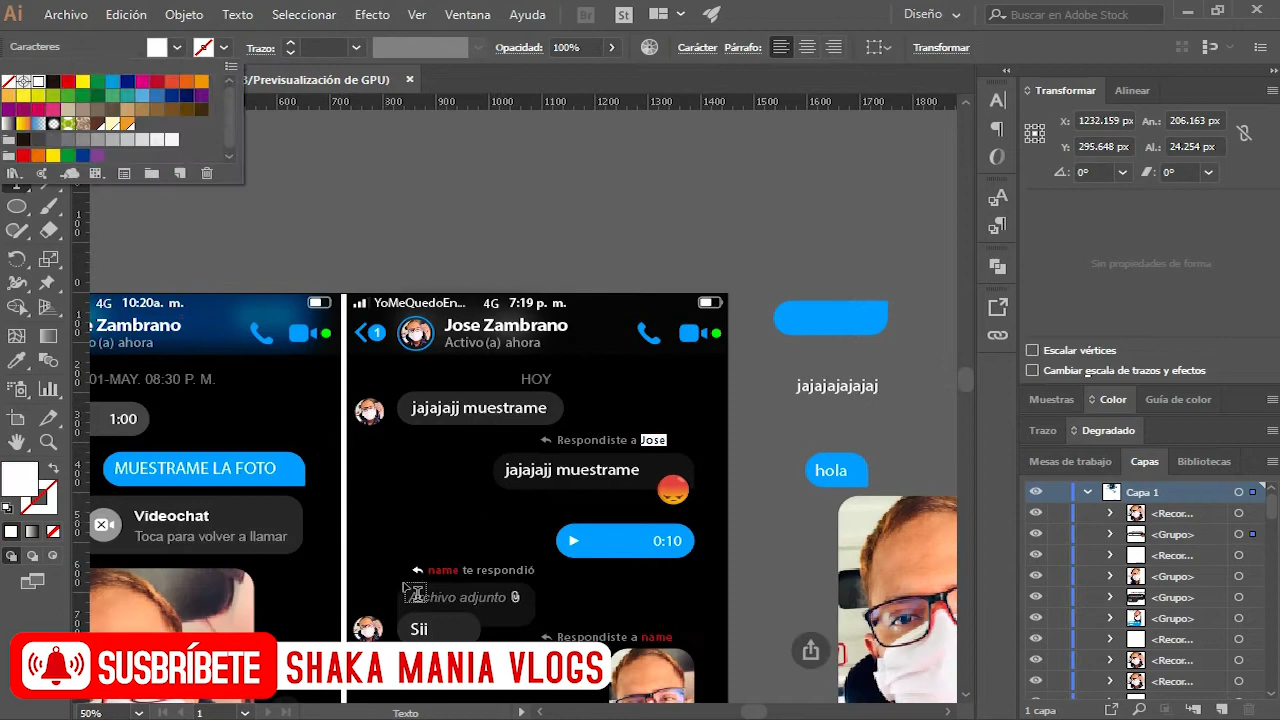 Ai Archivo Edición Objeto Texto Seleccionar Efecto Ver Ventana Ayuda Br St Diseño Buscar en Adobe Stock
Caracteres Trazo: Opacidad: 100% Carácter Párrafo: Transformar
3/Previsualización de GPU) ×
600 700 800 900 1000 1100 1200 1300 1400 1500 1600 1700 1800
Transformar Alinear
X: 1232.159 px An.: 206.163 px
Y: 295.648 px Al.: 24.254 px
0° 0°
Sin propiedades de forma
Escalar vértices
Cambiar escala de trazos y efectos
Muestras Color Guía de color
Trazo Degradado
Mesas de trabajo Capas Bibliotecas
Capa 1
<Recor...
<Grupo>
<Recor...
<Grupo>
<Grupo>
<Grupo>
<Recor...
<Recor...
<Recor...
1 capa
4G 10:20a. m.
e Zambrano
o (a) ahora
01-MAY. 08:30 P. M.
1:00
MUESTRAME LA FOTO
Videochat
Toca para volver a llamar
YoMeQuedoEn... 4G 7:19 p. m.
1 Jose Zambrano
Activo (a) ahora
HOY
jajajajj muestrame
Respondiste a Jose
jajajajj muestrame
0:10
name te respondió
Archivo adjunto
Sii
Respondiste a name
jajajajajajaj
hola
SUSBRÍBETE SHAKA MANIA VLOGS
50% 1 Texto